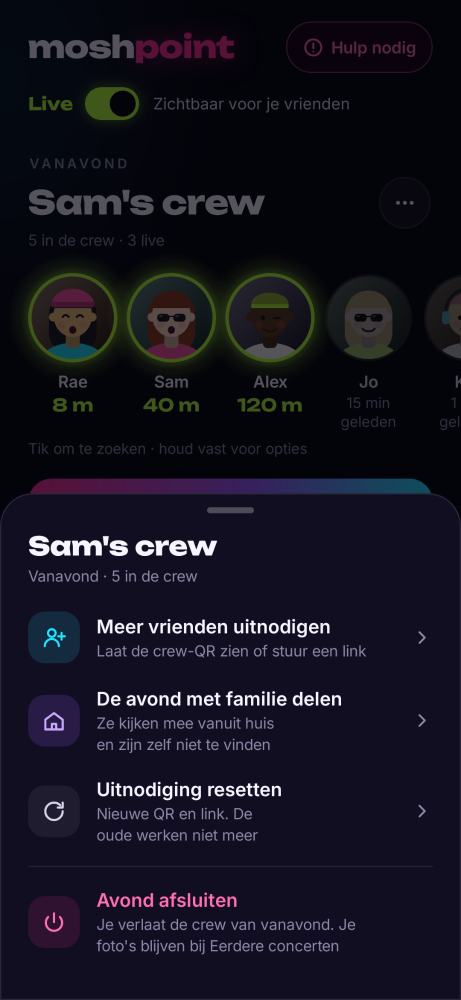 moshpoint
Hulp nodig
Live
Zichtbaar voor je vrienden
VANAVOND
Sam's crew
5 in de crew · 3 live
Rae
Sam
Alex
Jo
8 m
40 m
120 m
15 min
geleden
Tik om te zoeken · houd vast voor opties
Sam's crew
Vanavond · 5 in de crew
Meer vrienden uitnodigen
Laat de crew-QR zien of stuur een link
De avond met familie delen
Ze kijken mee vanuit huis
en zijn zelf niet te vinden
Uitnodiging resetten
Nieuwe QR en link. De
oude werken niet meer
Avond afsluiten
Je verlaat de crew van vanavond. Je
foto's blijven bij Eerdere concerten